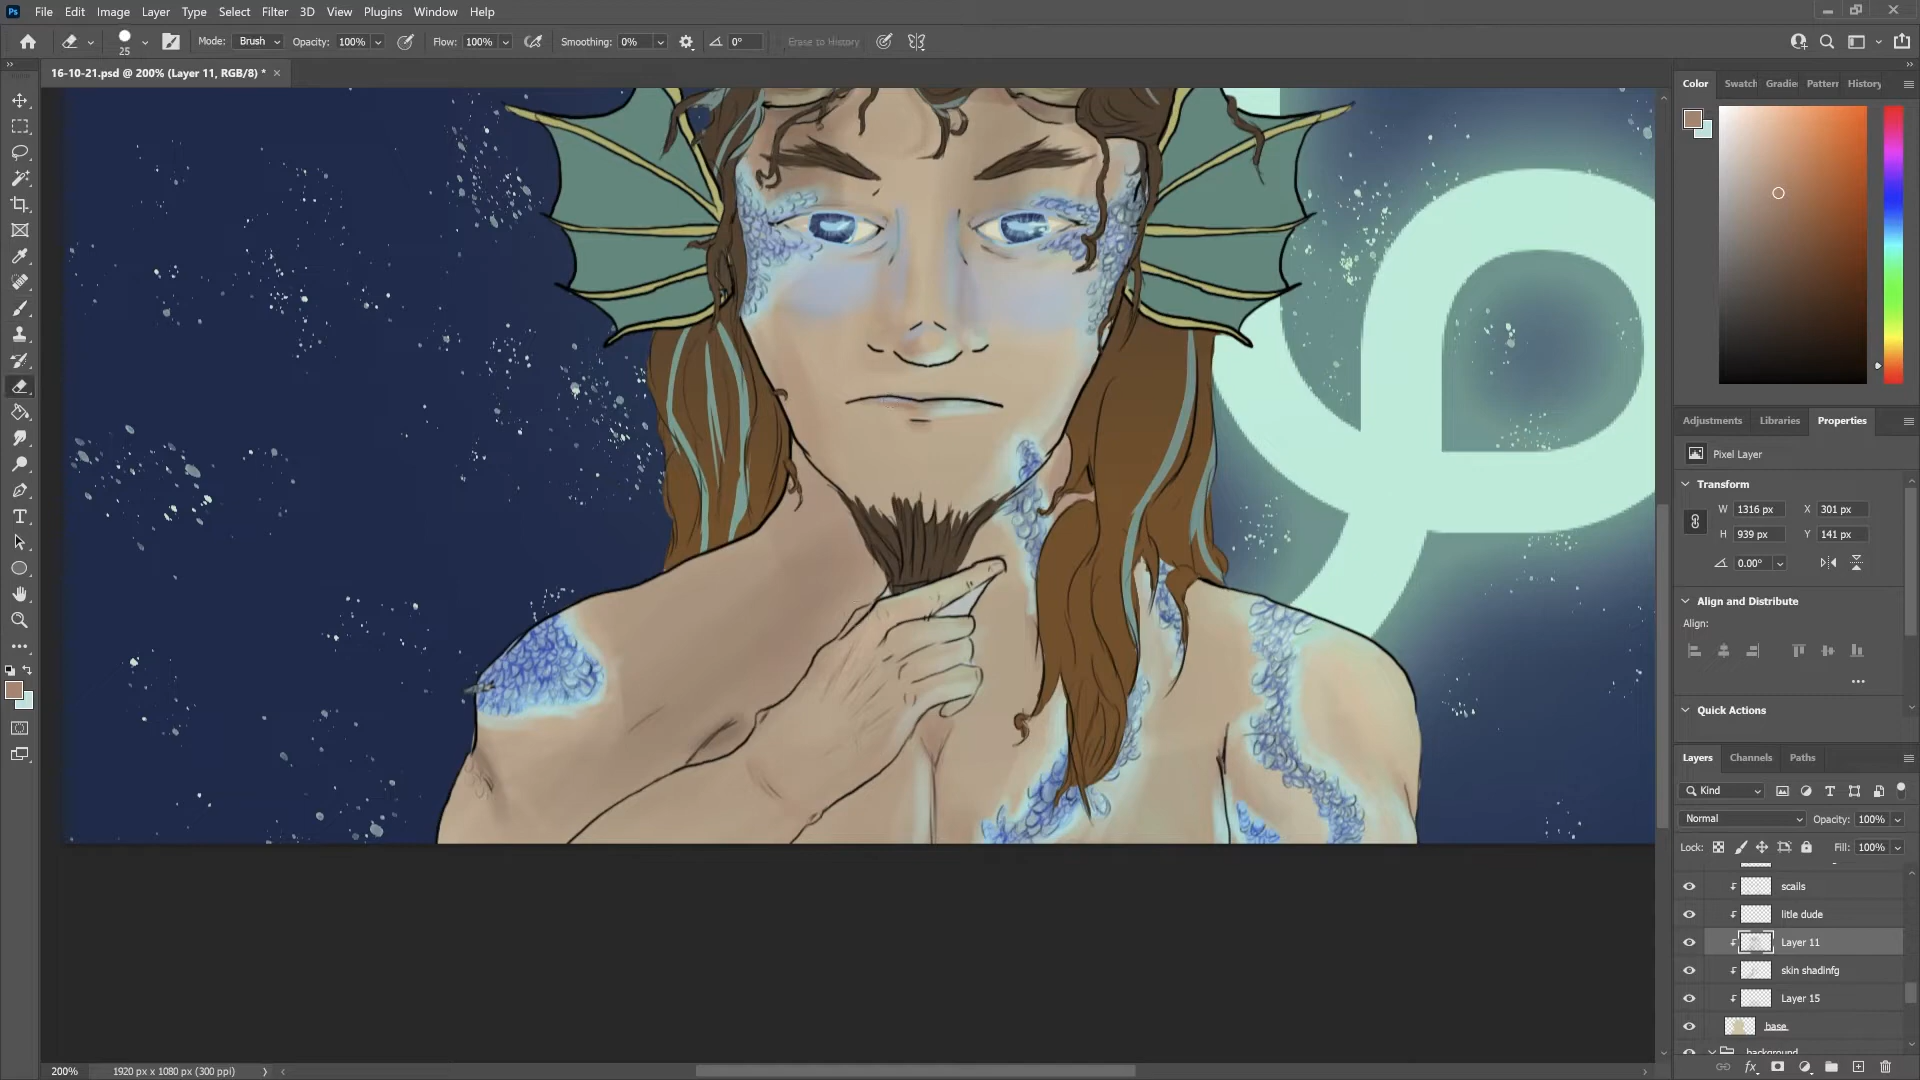 Ps File Edit Image Layer Type Select Filter 3D View Plugins Window Help
25 Mode: Brush Opacity: 100% Flow: 100% Smoothing: 0% 0° Erase to History
16-10-21.psd @ 200% (Layer 11, RGB/8) * ×
Color Swatch Gradie Patterr History
Adjustments Libraries Properties
Pixel Layer
Transform
W 1316 px X 301 px
H 939 px Y 141 px
0.00°
Align and Distribute
Align:
Quick Actions
Layers Channels Paths
Kind
Normal Opacity: 100%
Lock: Fill: 100%
scails
litle dude
Layer 11
skin shadinfg
Layer 15
base
background
200% 1920 px x 1080 px (300 ppi)